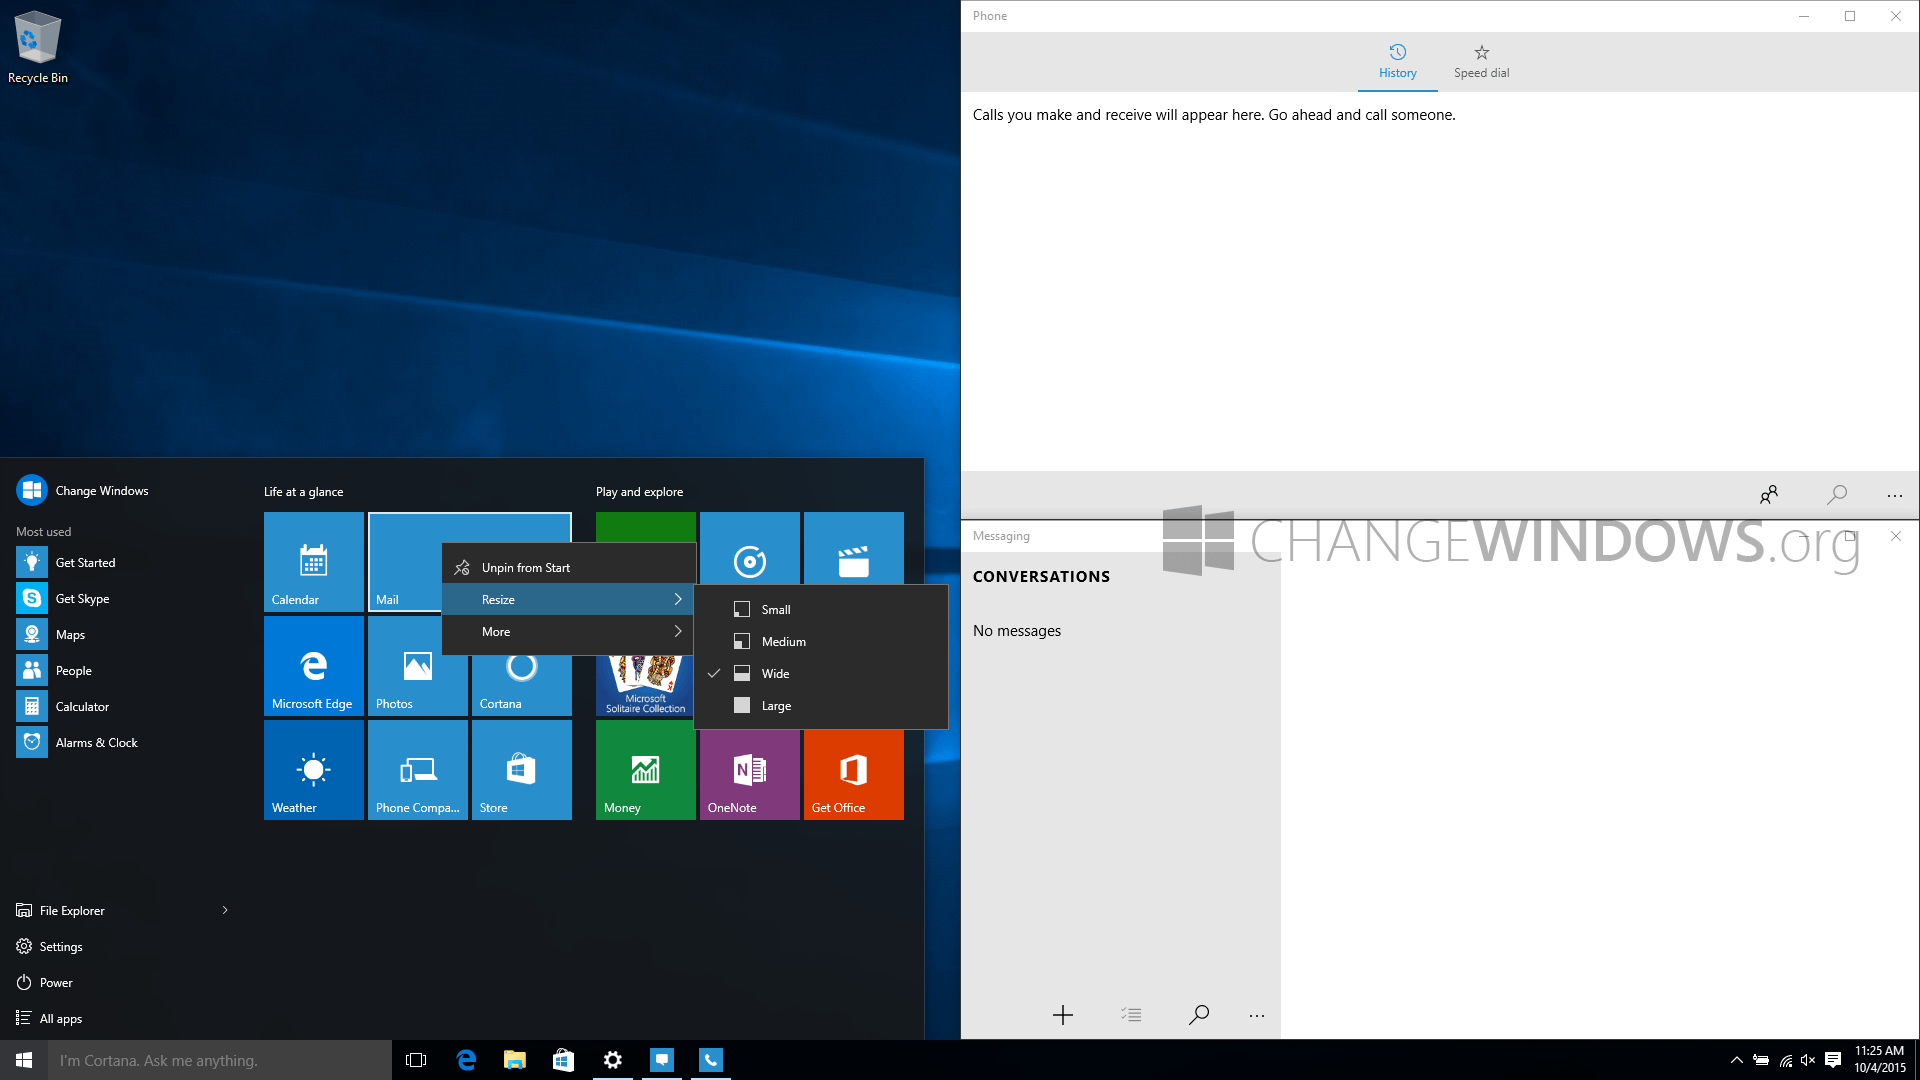 Recycle Bin
Phone
History
Speed dial
Calls you make and receive will appear here. Go ahead and call someone.
Change Windows
Most used
Get Started
Get Skype
Maps
People
Calculator
Alarms & Clock
File Explorer
Settings
Power
All apps
Life at a glance
Calendar
Mail
Microsoft Edge
Photos
Cortana
Weather
Phone Compa...
Store
Play and explore
Microsoft
Solitaire Collection
Money
OneNote
Get Office
Unpin from Start
Resize
More
Small
Medium
Wide
Large
Messaging
CHANGEWINDOWS.org
CONVERSATIONS
No messages
I'm Cortana. Ask me anything.
11:25 AM
10/4/2015